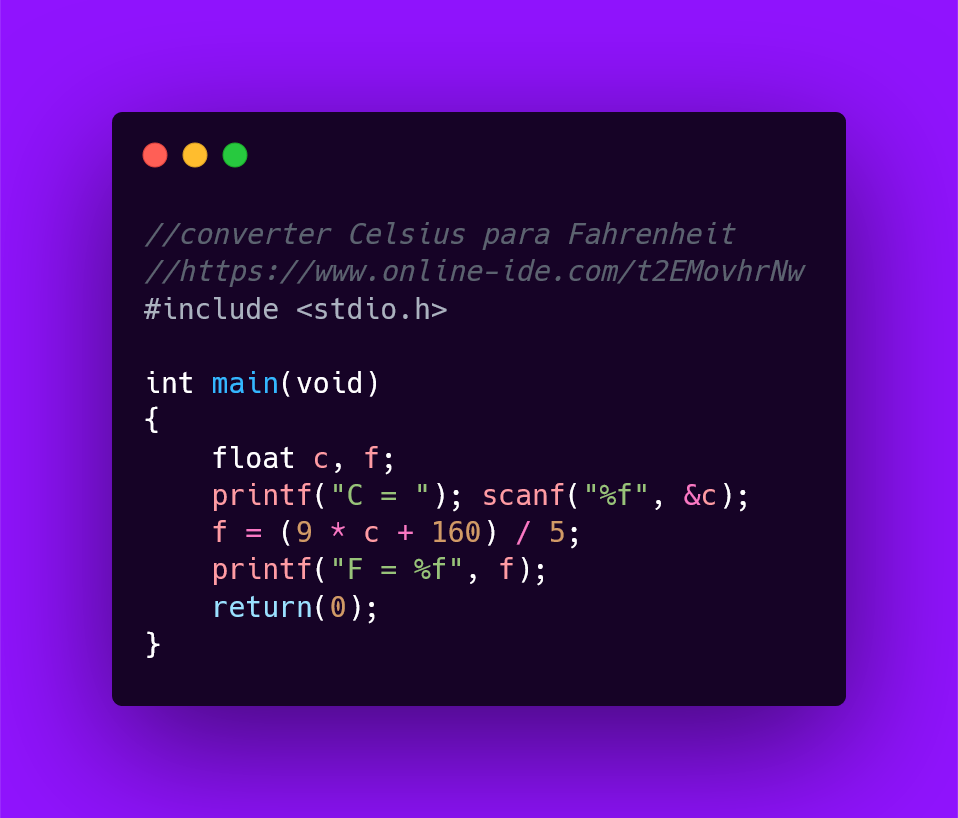 //converter Celsius para Fahrenheit
//https://www.online-ide.com/t2EMovhrNw
#include <stdio.h>

int main(void)
{
    float c, f;
    printf("C = "); scanf("%f", &c);
    f = (9 * c + 160) / 5;
    printf("F = %f", f);
    return(0);
}